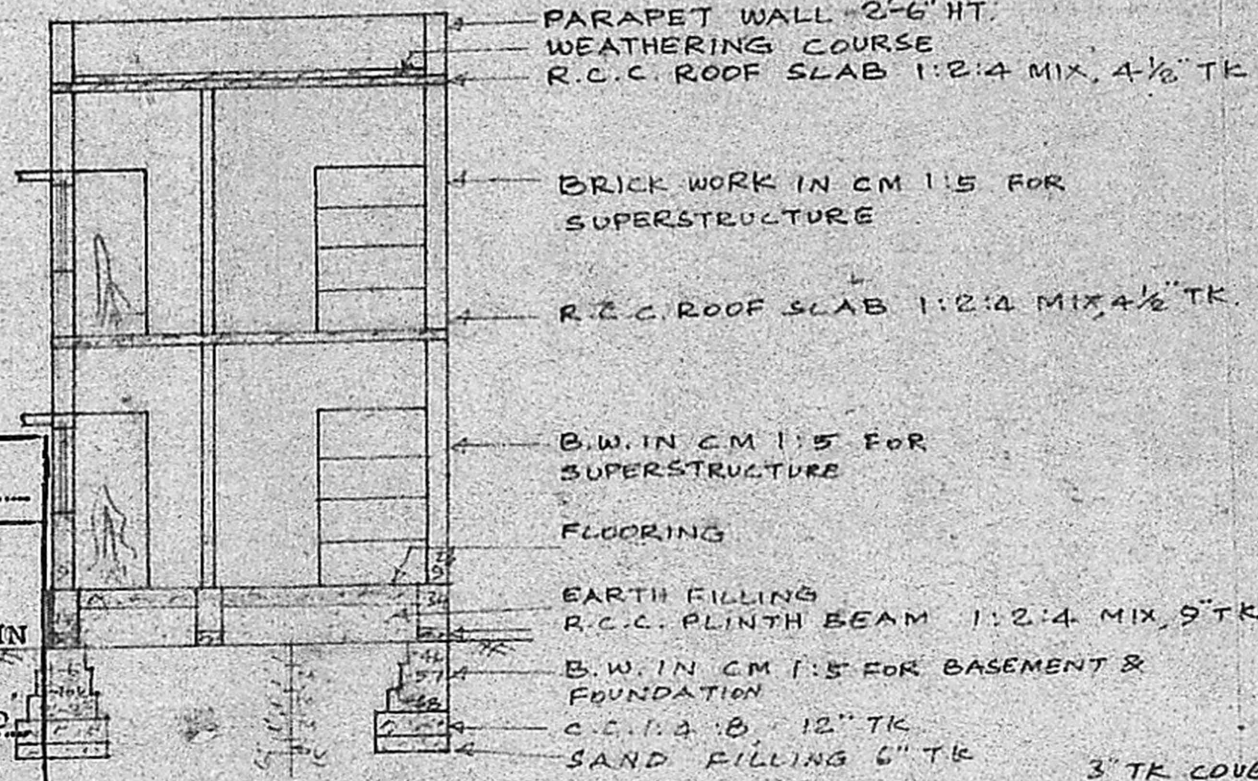 PARAPET WALL 2'-6" HT.
WEATHERING COURSE
R.C.C. ROOF SLAB 1:2:4 MIX, 4½" TK
BRICK WORK IN CM 1:5 FOR
SUPERSTRUCTURE
R.C.C. ROOF SLAB 1:2:4 MIX, 4½" TK.
B.W. IN CM 1:5 FOR
SUPERSTRUCTURE
FLOORING
EARTH FILLING
R.C.C. PLINTH BEAM 1:2:4 MIX, 9" TK
IN
B.W. IN CM 1:5 FOR BASEMENT &
FOUNDATION
C.C. 1:4:8 12" TK
SAND FILLING 6" TK
3" TK